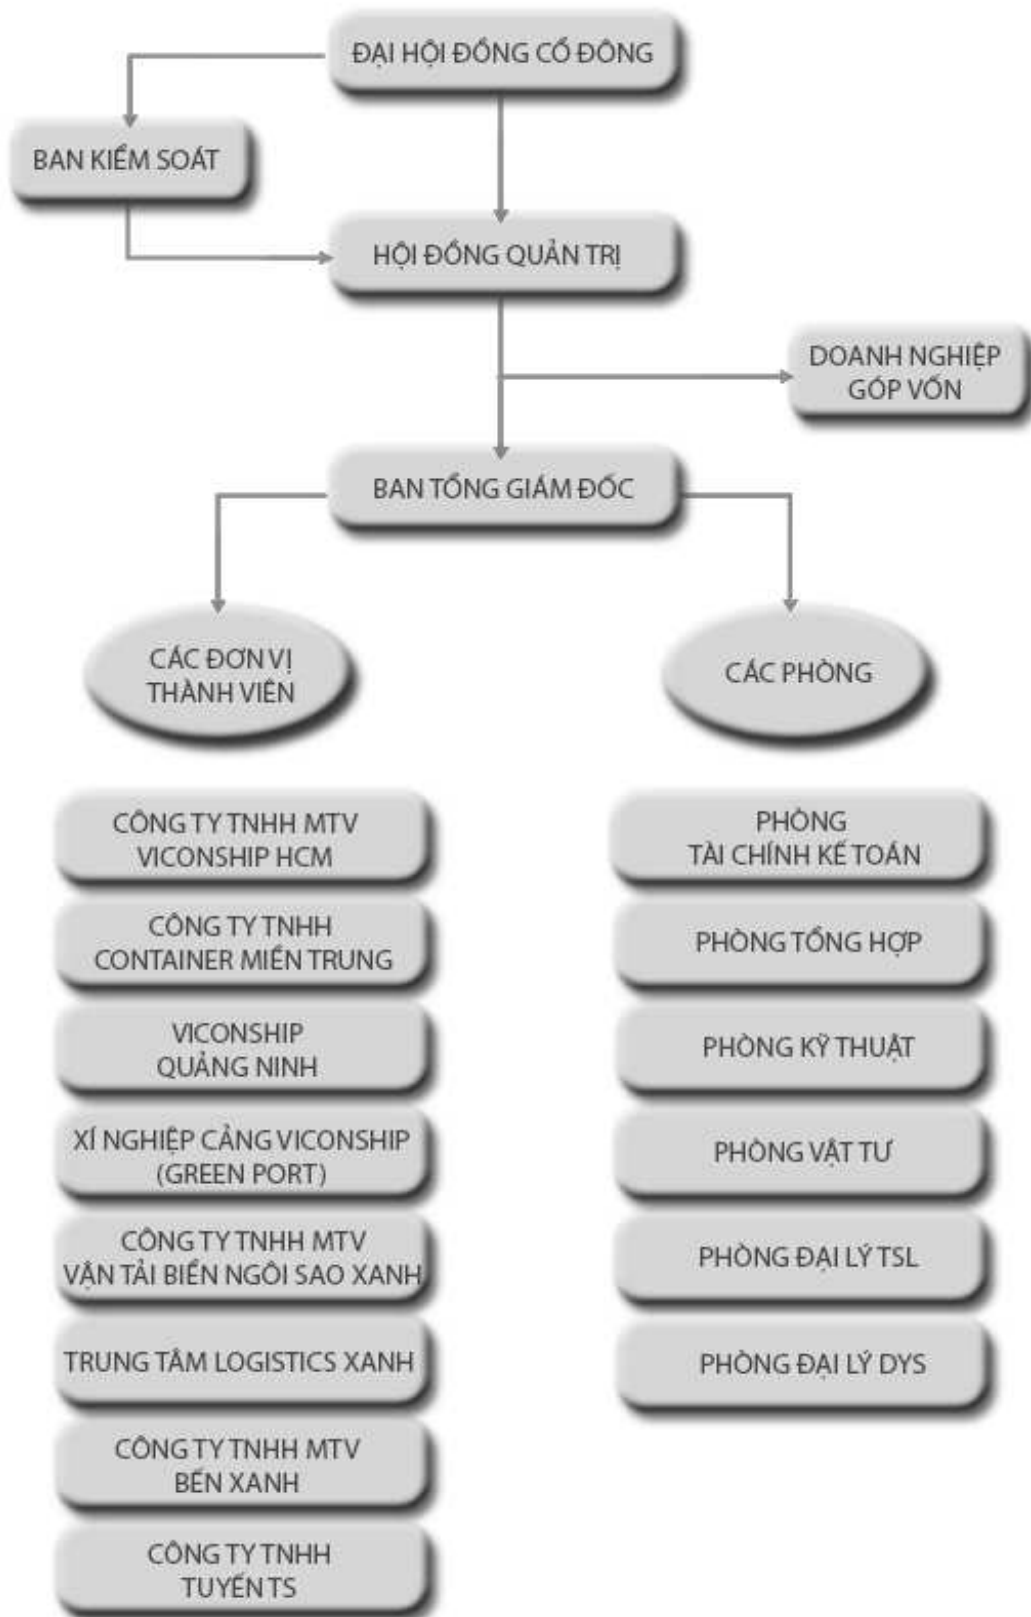 ĐẠI HỘI ĐỒNG CỔ ĐÔNG
BAN KIỂM SOÁT
HỘI ĐỒNG QUẢN TRỊ
DOANH NGHIỆP
GÓP VỐN
BAN TỔNG GIÁM ĐỐC
CÁC ĐƠN VỊ
THÀNH VIÊN
CÔNG TY TNHH MTV
VICONSHIP HCM
CÔNG TY TNHH
CONTAINER MIỀN TRUNG
VICONSHIP
QUẢNG NINH
XÍ NGHIỆP CẢNG VICONSHIP
(GREEN PORT)
CÔNG TY TNHH MTV
VẬN TẢI BIỂN NGÔI SAO XANH
TRUNG TÂM LOGISTICS XANH
CÔNG TY TNHH MTV
BẾN XANH
CÔNG TY TNHH
TUYẾN TS
CÁC PHÒNG
PHÒNG
TÀI CHÍNH KẾ TOÁN
PHÒNG TỔNG HỢP
PHÒNG KỸ THUẬT
PHÒNG VẬT TƯ
PHÒNG ĐẠI LÝ TSL
PHÒNG ĐẠI LÝ DYS